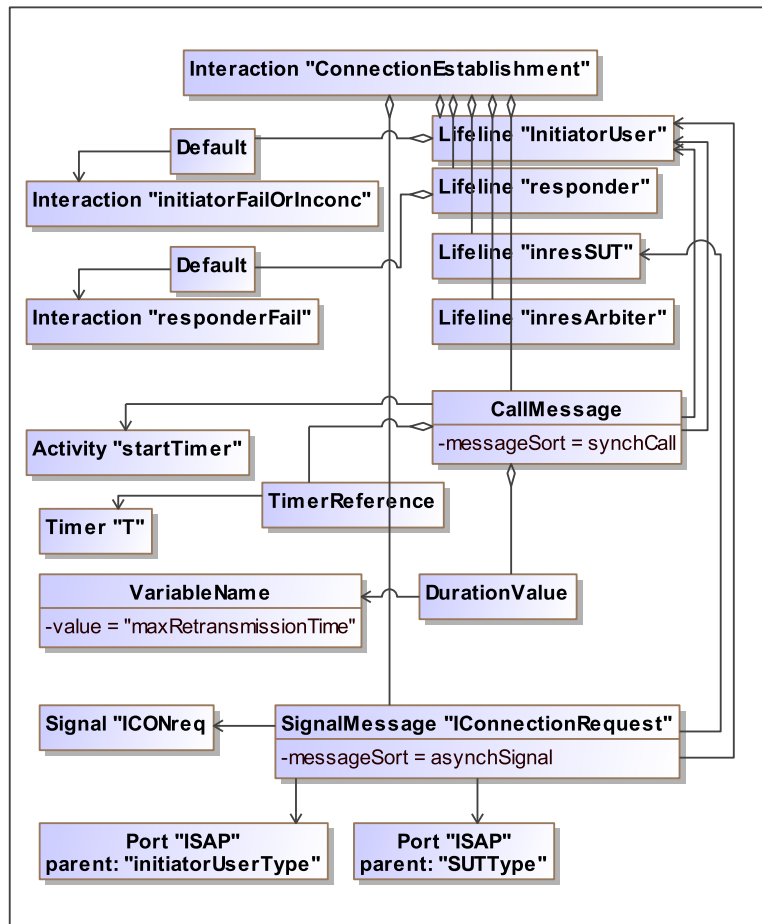 Interaction "ConnectionEstablishment"
Lifeline "InitiatorUser"
Default
Interaction "initiatorFailOrInconc"
Lifeline "responder"
Default
Lifeline "inresSUT"
Interaction "responderFail"
Lifeline "inresArbiter"
CallMessage
-messageSort = synchCall
Activity "startTimer"
TimerReference
Timer "T"
VariableName
-value = "maxRetransmissionTime"
DurationValue
Signal "ICONreq
SignalMessage "IConnectionRequest"
-messageSort = asynchSignal
Port "ISAP"
parent: "initiatorUserType"
Port "ISAP"
parent: "SUTType"